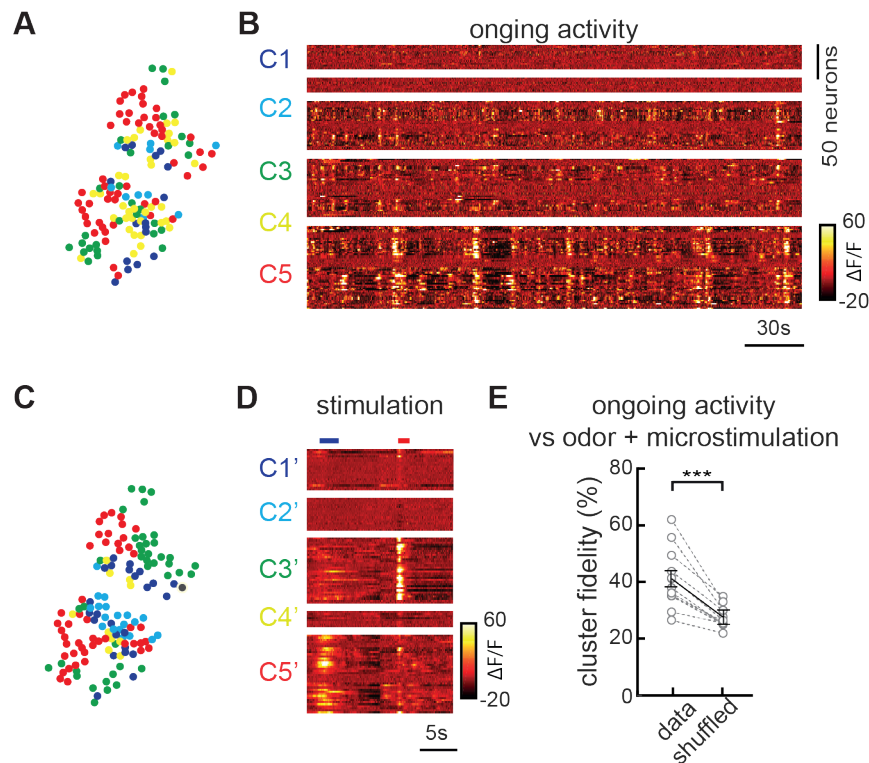 A
B
ongoing activity
C1
C2
C3
C4
C5
50 neurons
60
ΔF/F
-20
30s
C
D
stimulation
C1'
C2'
C3'
C4'
C5'
60
ΔF/F
-20
5s
E
ongoing activity
vs odor + microstimulation
***
cluster fidelity (%)
80
60
40
20
0
data
shuffled